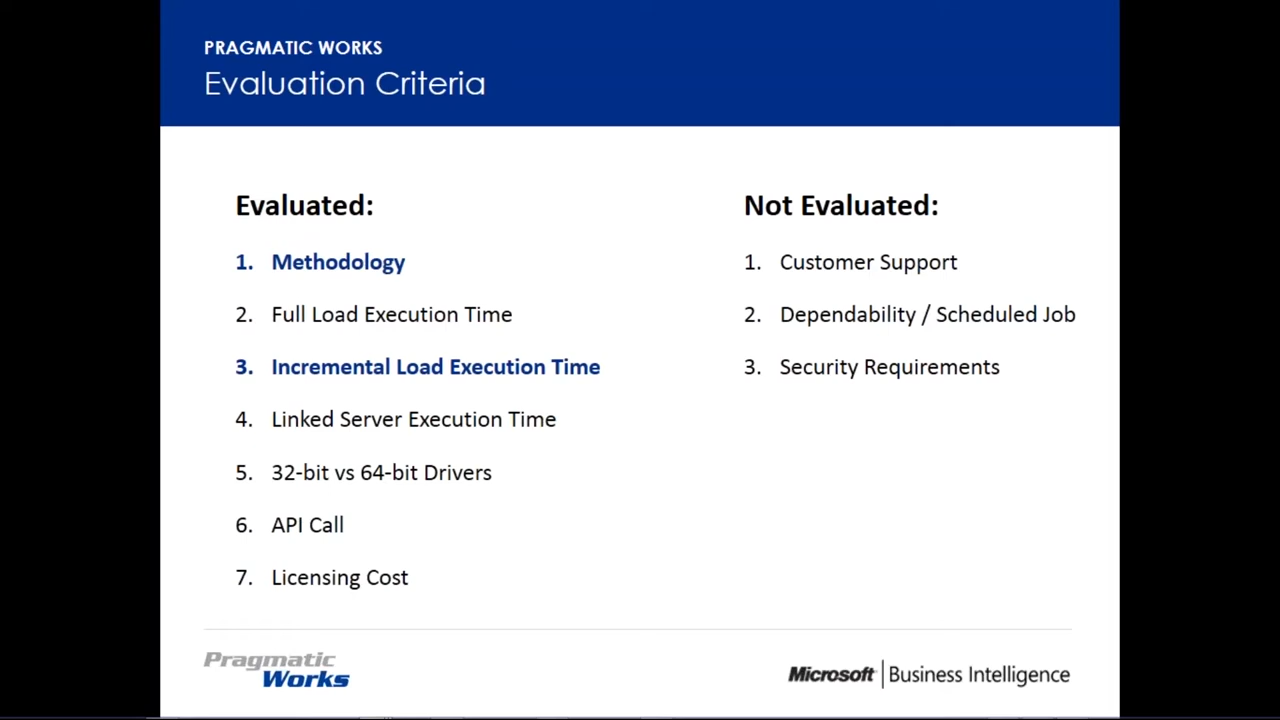 PRAGMATIC WORKS
Evaluation Criteria
Evaluated:
1. Methodology
2. Full Load Execution Time
3. Incremental Load Execution Time
4. Linked Server Execution Time
5. 32-bit vs 64-bit Drivers
6. API Call
7. Licensing Cost
Not Evaluated:
1. Customer Support
2. Dependability / Scheduled Job
3. Security Requirements
Pragmatic
Works
Microsoft | Business Intelligence